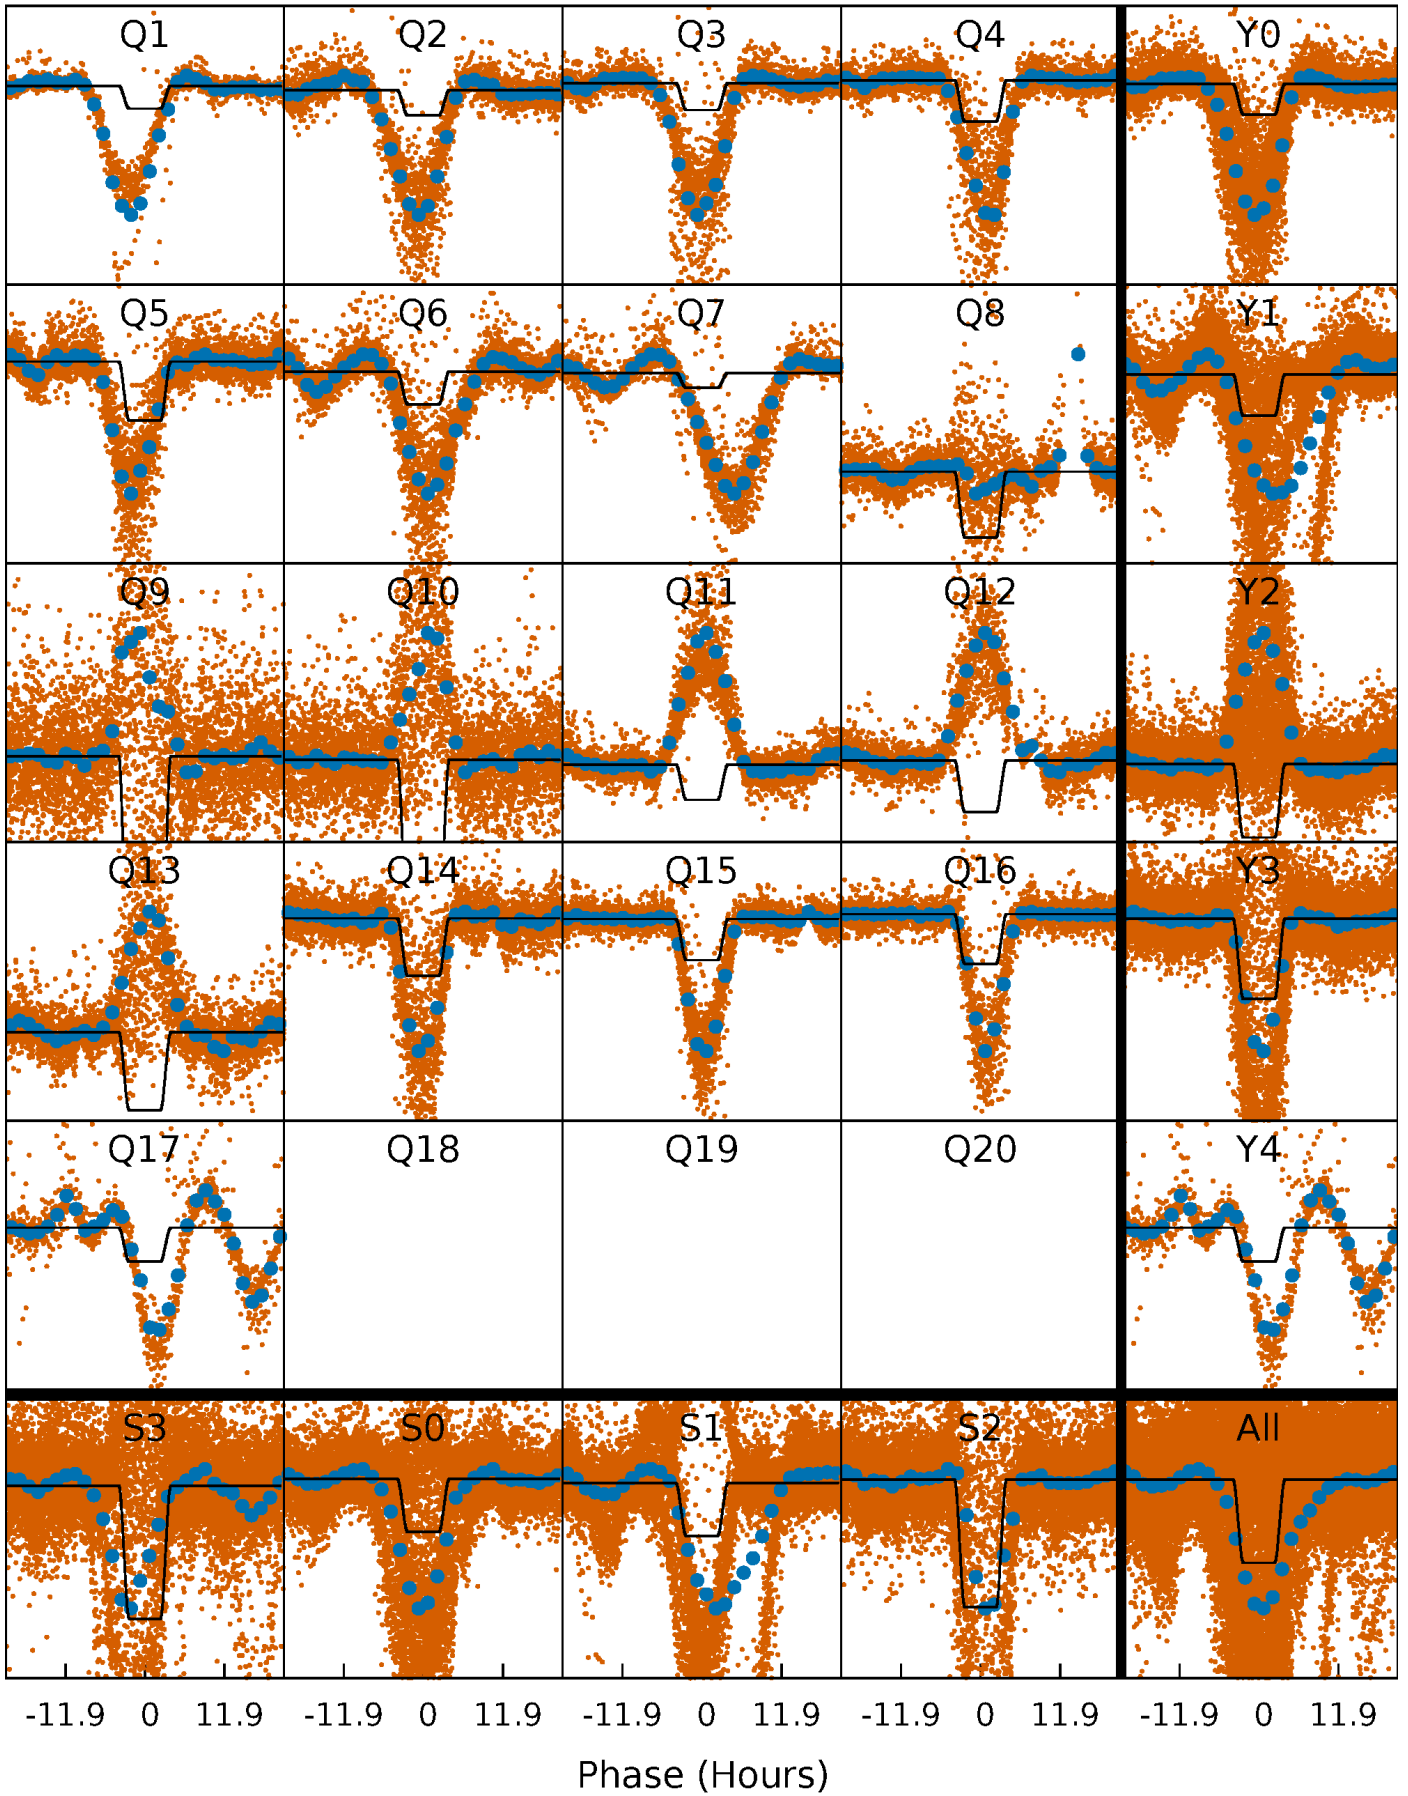 Q1 Q2 Q3 Q4 Y0
Q5 Q6 Q7 Q8 Y1
Q9 Q10 Q11 Q12 Y2
Q13 Q14 Q15 Q16 Y3
Q17 Q18 Q19 Q20 Y4
S3 S0 S1 S2 All
-11.9 0 11.9 -11.9 0 11.9 -11.9 0 11.9 -11.9 0 11.9 -11.9 0 11.9
Phase (Hours)